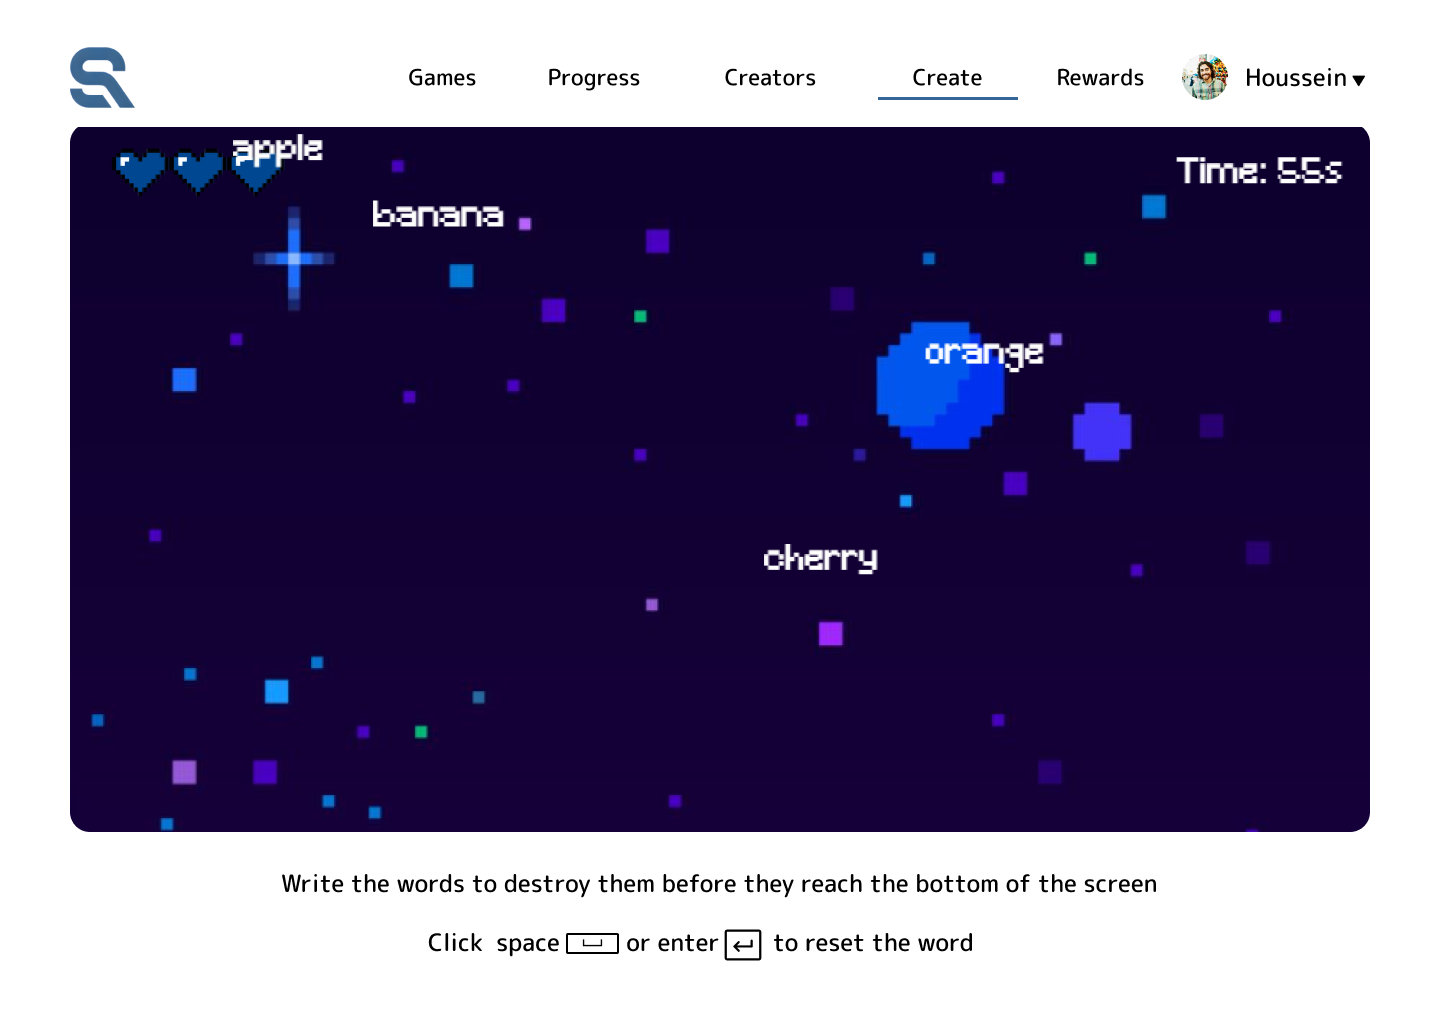 Games Progress Creators Create Rewards Houssein
apple
Time: 55s
banana
orange
cherry
Write the words to destroy them before they reach the bottom of the screen
Click space or enter to reset the word